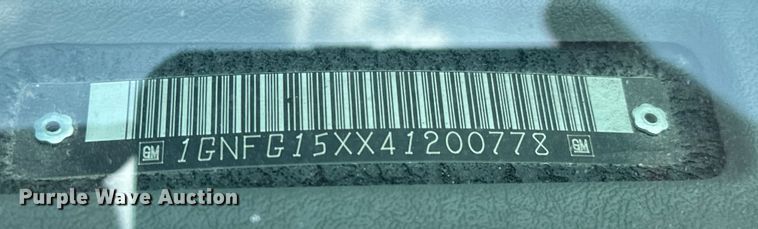 GM 1GNFG15XX41200778 GM
Purple Wave Auction